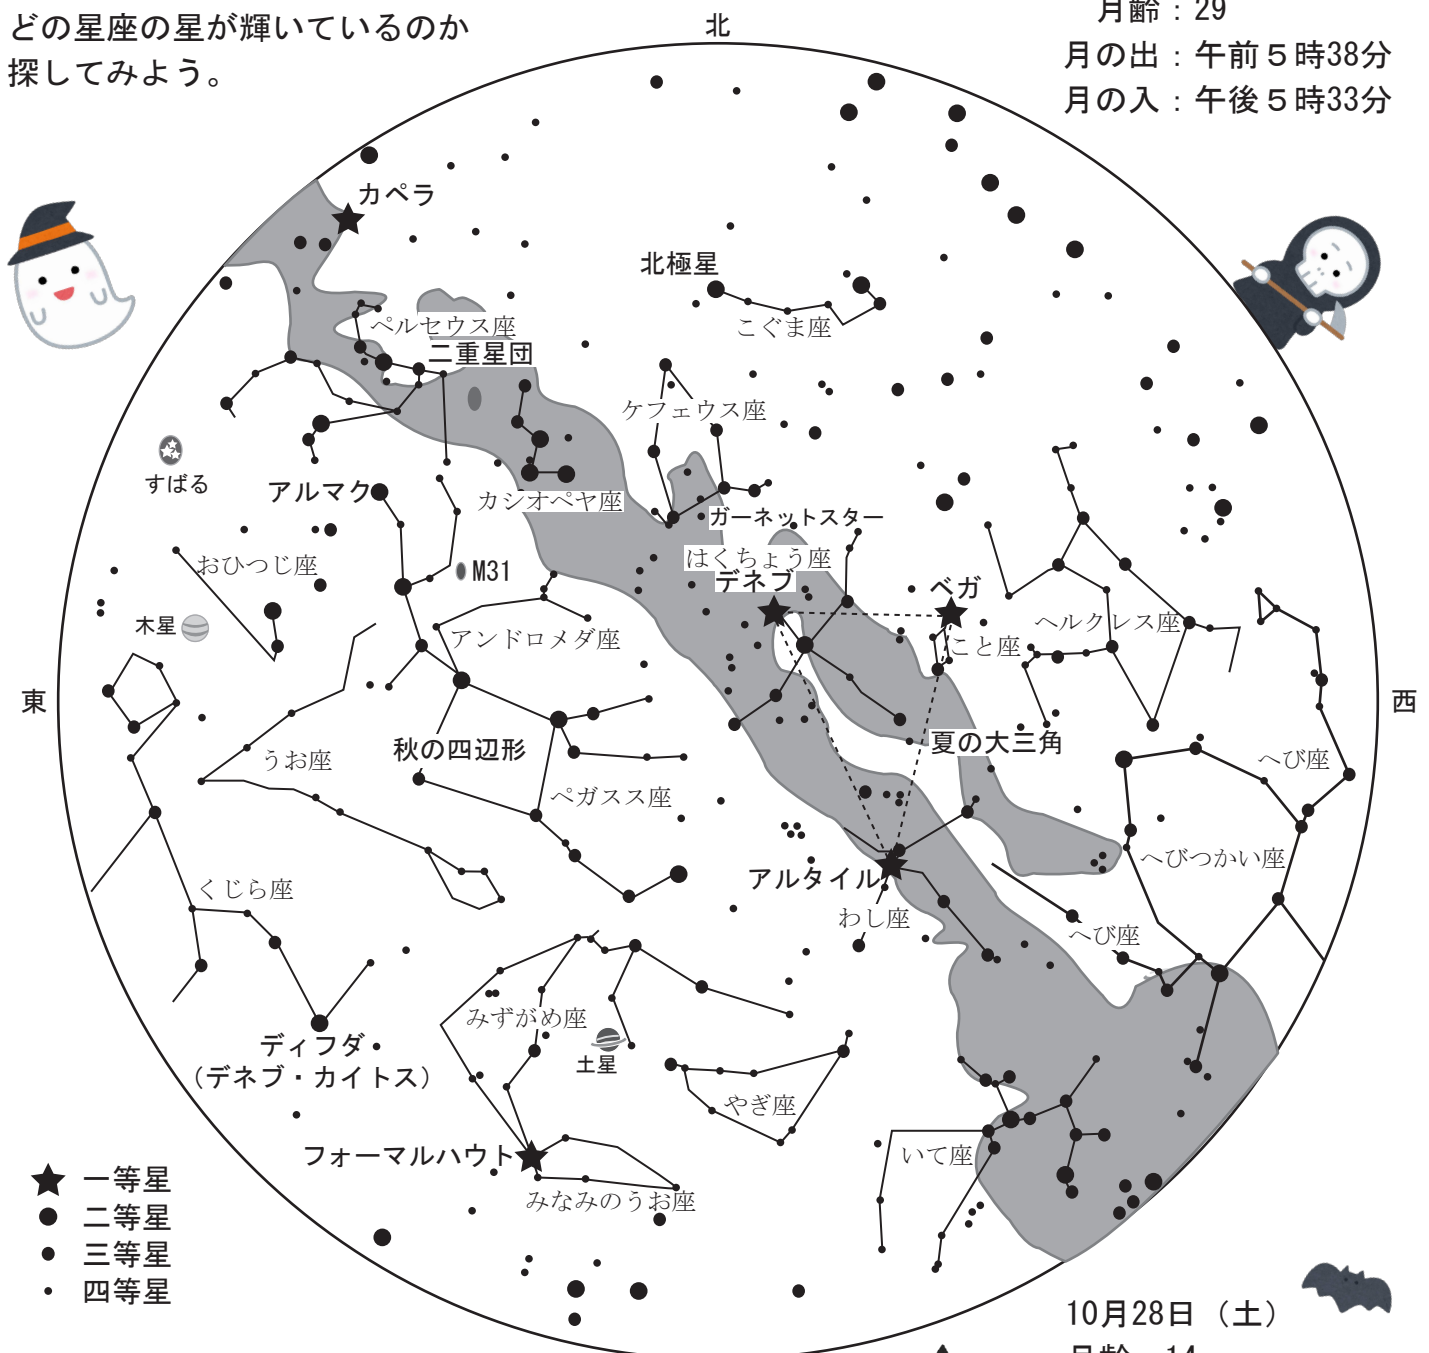 どの星座の星が輝いているのか
探してみよう。
北
月齢：29
月の出：午前５時38分
月の入：午後５時33分
カペラ
北極星
こぐま座
ペルセウス座
二重星団
ケフェウス座
すばる
アルマク
カシオペヤ座
ガーネットスター
はくちょう座
おひつじ座
M31
デネブ
ベガ
木星
アンドロメダ座
こと座
ヘルクレス座
東
西
秋の四辺形
夏の大三角
うお座
へび座
ペガスス座
へびつかい座
くじら座
アルタイル
わし座
へび座
みずがめ座
ディフダ
（デネブ・カイトス）
土星
やぎ座
フォーマルハウト
いて座
みなみのうお座
一等星
二等星
三等星
四等星
10月28日（土）
月齢：14